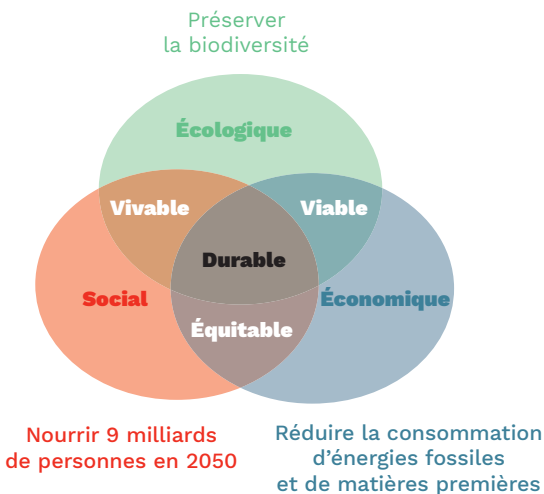 Préserver
la biodiversité
Écologique
Vivable
Viable
Durable
Social
Économique
Équitable
Nourrir 9 milliards
de personnes en 2050
Réduire la consommation
d’énergies fossiles
et de matières premières